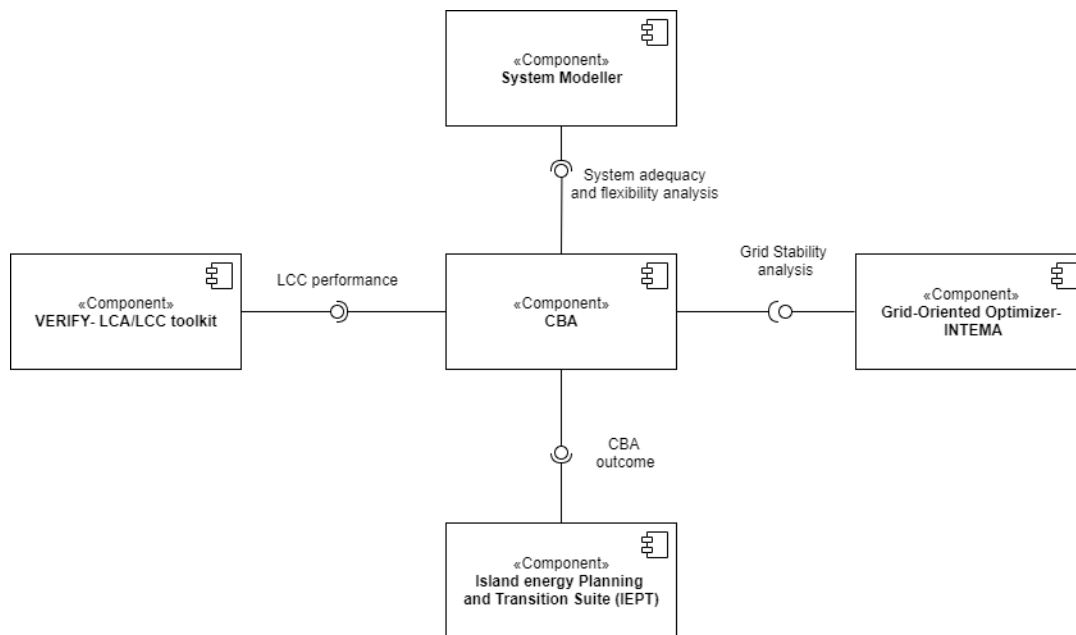 «Component»
System Modeller
System adequacy
and flexibility analysis
«Component»
VERIFY- LCA/LCC toolkit
LCC performance
«Component»
CBA
Grid Stability
analysis
«Component»
Grid-Oriented Optimizer-
INTEMA
CBA
outcome
«Component»
Island energy Planning
and Transition Suite (IEPT)